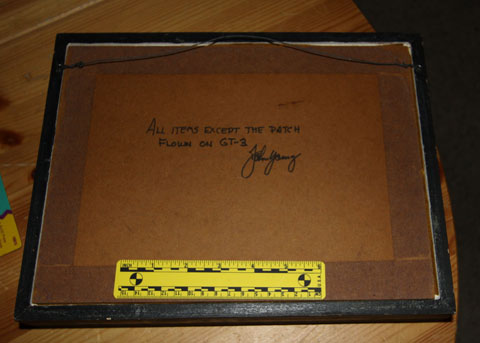 ALL ITEMS EXCEPT THE PATCH
FLOWN ON GT-3
John Young